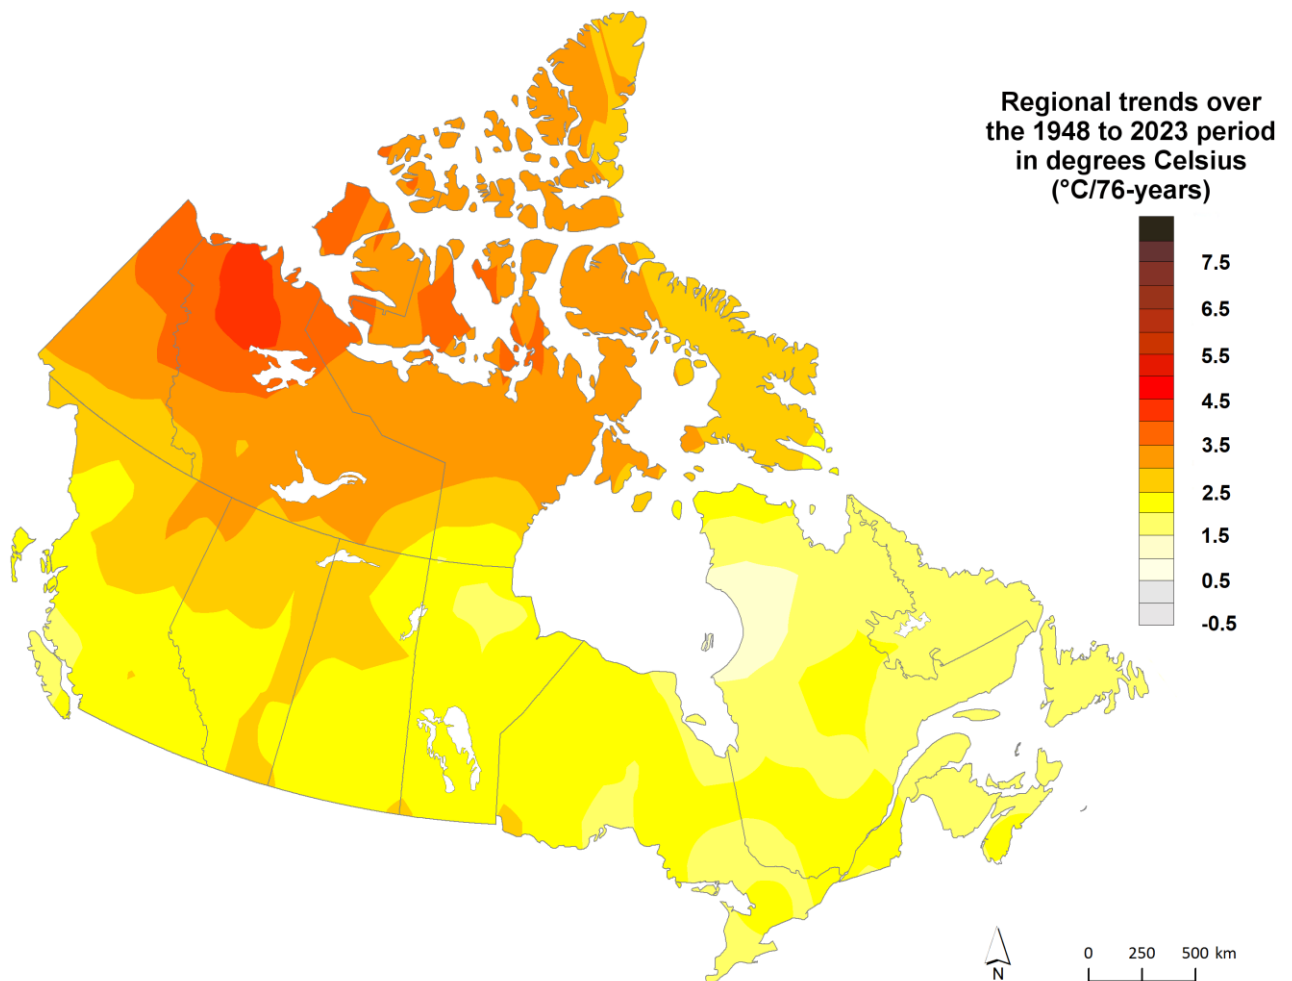 Regional trends over
the 1948 to 2023 period
in degrees Celsius
(°C/76-years)
7.5
6.5
5.5
4.5
3.5
2.5
1.5
0.5
-0.5
N
0 250 500 km